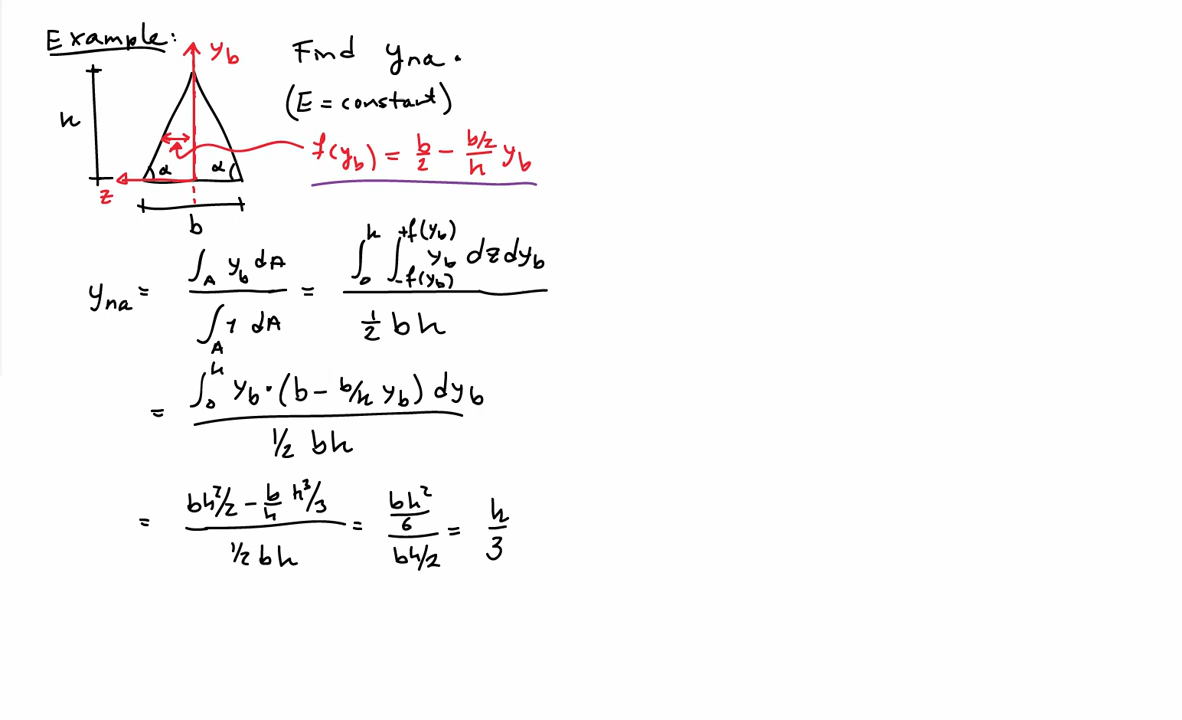 Example:
y_b
Find y_na.
(E = constant)
h
f(y_b) = b/2 - (b/2)/h y_b
α α
z
b
y_na = ∫_A y_b dA / ∫_A 1 dA = ∫_0^h ∫_{-f(y_b)}^{+f(y_b)} y_b dz dy_b / (1/2 bh)
= ∫_0^h y_b · (b - b/h y_b) dy_b / (1/2 bh)
= (bh²/2 - b/h h³/3) / (1/2 bh) = (bh²/6) / (bh/2) = h/3